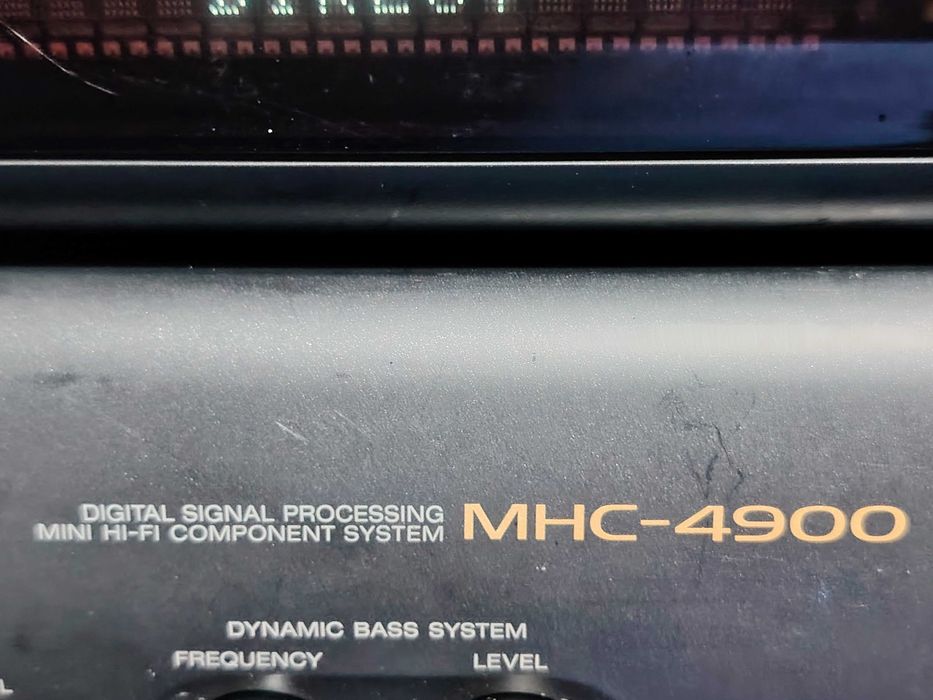 DIGITAL SIGNAL PROCESSING
MINI HI-FI COMPONENT SYSTEM
MHC-4900
DYNAMIC BASS SYSTEM
FREQUENCY LEVEL